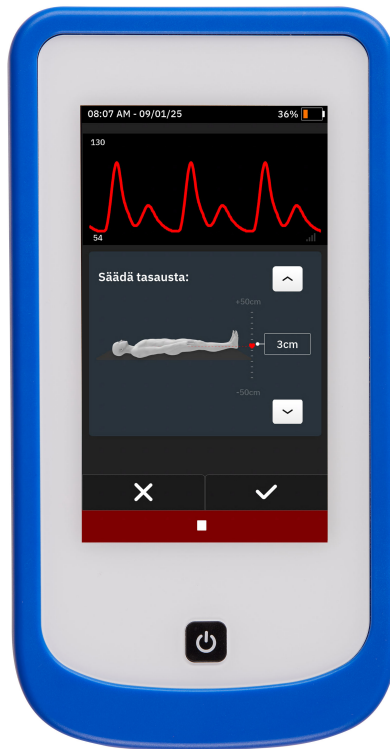 08:07 AM - 09/01/25 36%
130
54
Säädä tasausta:
+50cm
3cm
-50cm